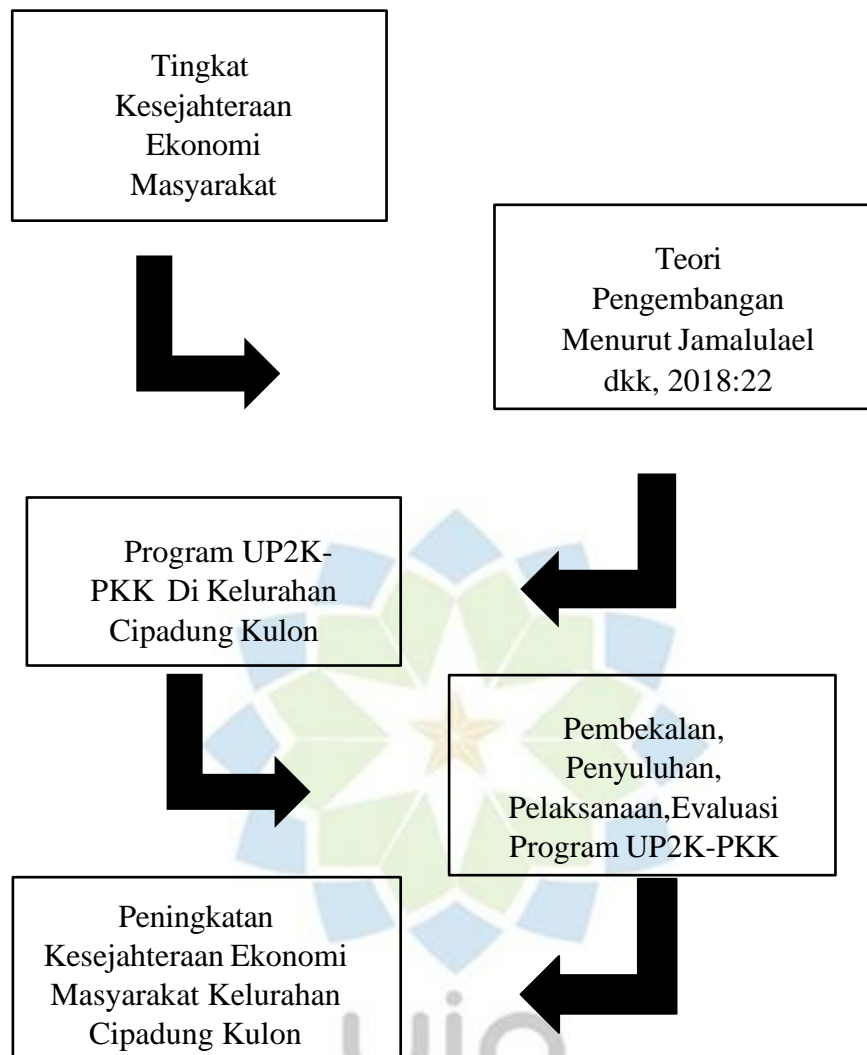 Tingkat
Kesejahteraan
Ekonomi
Masyarakat
Teori
Pengembangan
Menurut Jamalulael
dkk, 2018:22
Program UP2K-
PKK Di Kelurahan
Cipadung Kulon
Pembekalan,
Penyuluhan,
Pelaksanaan,Evaluasi
Program UP2K-PKK
Peningkatan
Kesejahteraan Ekonomi
Masyarakat Kelurahan
Cipadung Kulon
uin